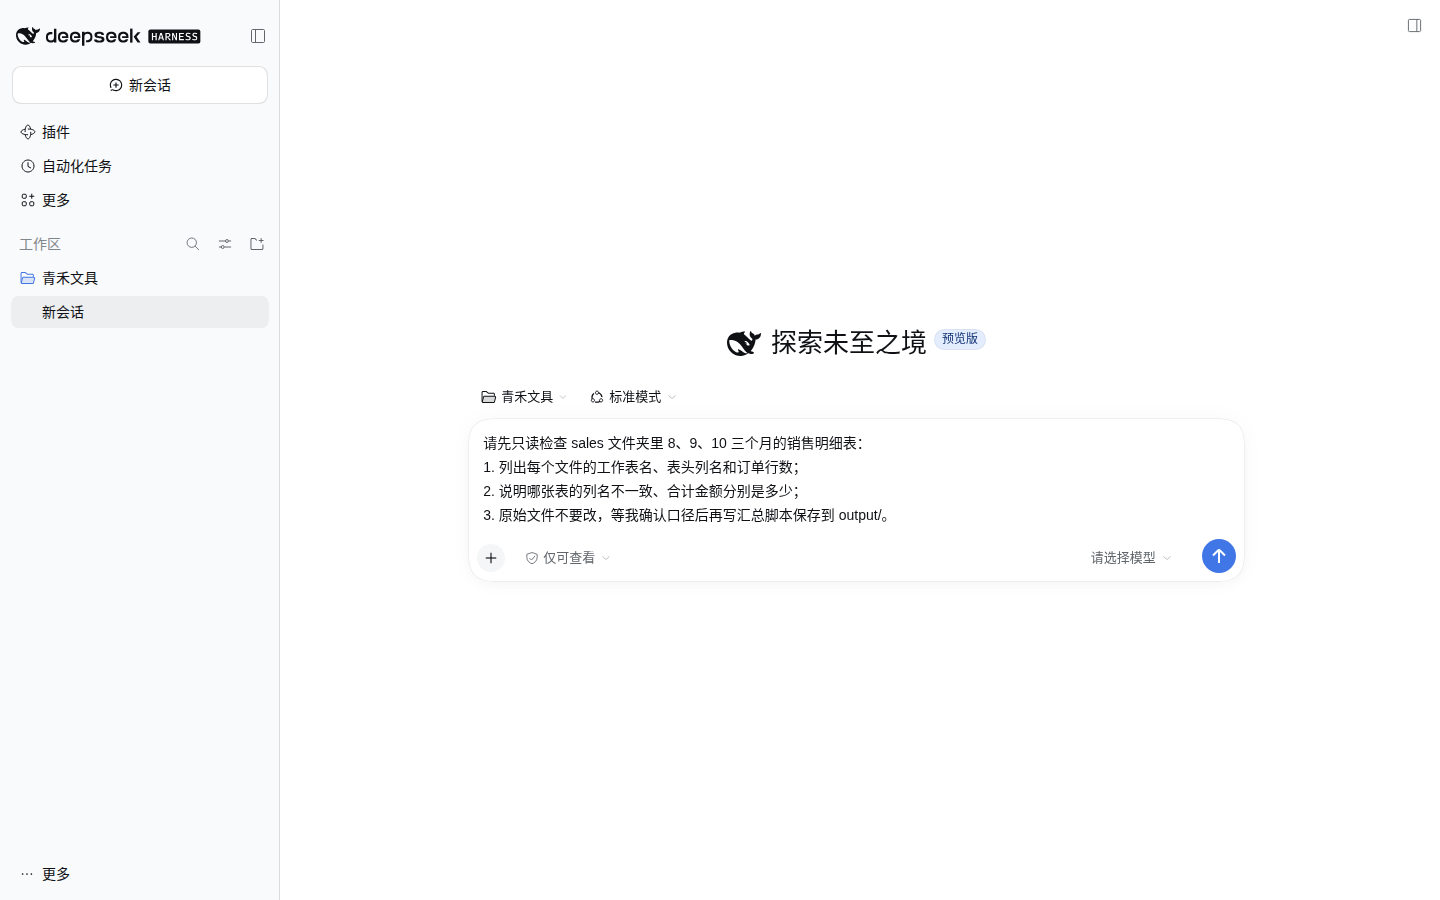 deepseek HARNESS
新会话
插件
自动化任务
更多
工作区
青禾文具
新会话
更多
探索未至之境 预览版
青禾文具 标准模式
请先只读检查 sales 文件夹里 8、9、10 三个月的销售明细表：
1. 列出每个文件的工作表名、表头列名和订单行数；
2. 说明哪张表的列名不一致、合计金额分别是多少；
3. 原始文件不要改，等我确认口径后再写汇总脚本保存到 output/。
仅可查看 请选择模型